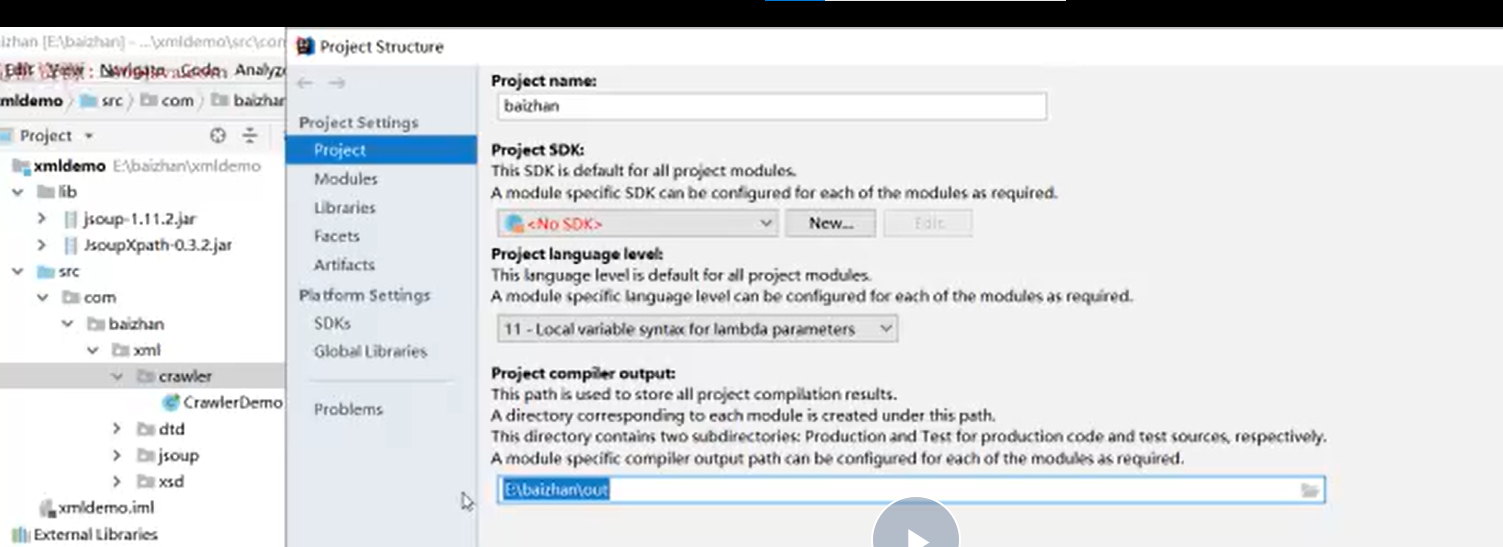 izhan [E:\baizhan] - ...\xmldemo\src\com
Edit View Navigate Code Analyze
mldemo src com baizhan
Project
xmldemo E:\baizhan\xmldemo
lib
jsoup-1.11.2.jar
JsoupXpath-0.3.2.jar
src
com
baizhan
xml
crawler
CrawlerDemo
dtd
jsoup
xsd
xmldemo.iml
External Libraries
Project Structure
Project Settings
Project
Modules
Libraries
Facets
Artifacts
Platform Settings
SDKs
Global Libraries
Problems
Project name:
baizhan
Project SDK:
This SDK is default for all project modules.
A module specific SDK can be configured for each of the modules as required.
<No SDK> New... Edit
Project language level:
This language level is default for all project modules.
A module specific language level can be configured for each of the modules as required.
11 - Local variable syntax for lambda parameters
Project compiler output:
This path is used to store all project compilation results.
A directory corresponding to each module is created under this path.
This directory contains two subdirectories: Production and Test for production code and test sources, respectively.
A module specific compiler output path can be configured for each of the modules as required.
E:\baizhan\out